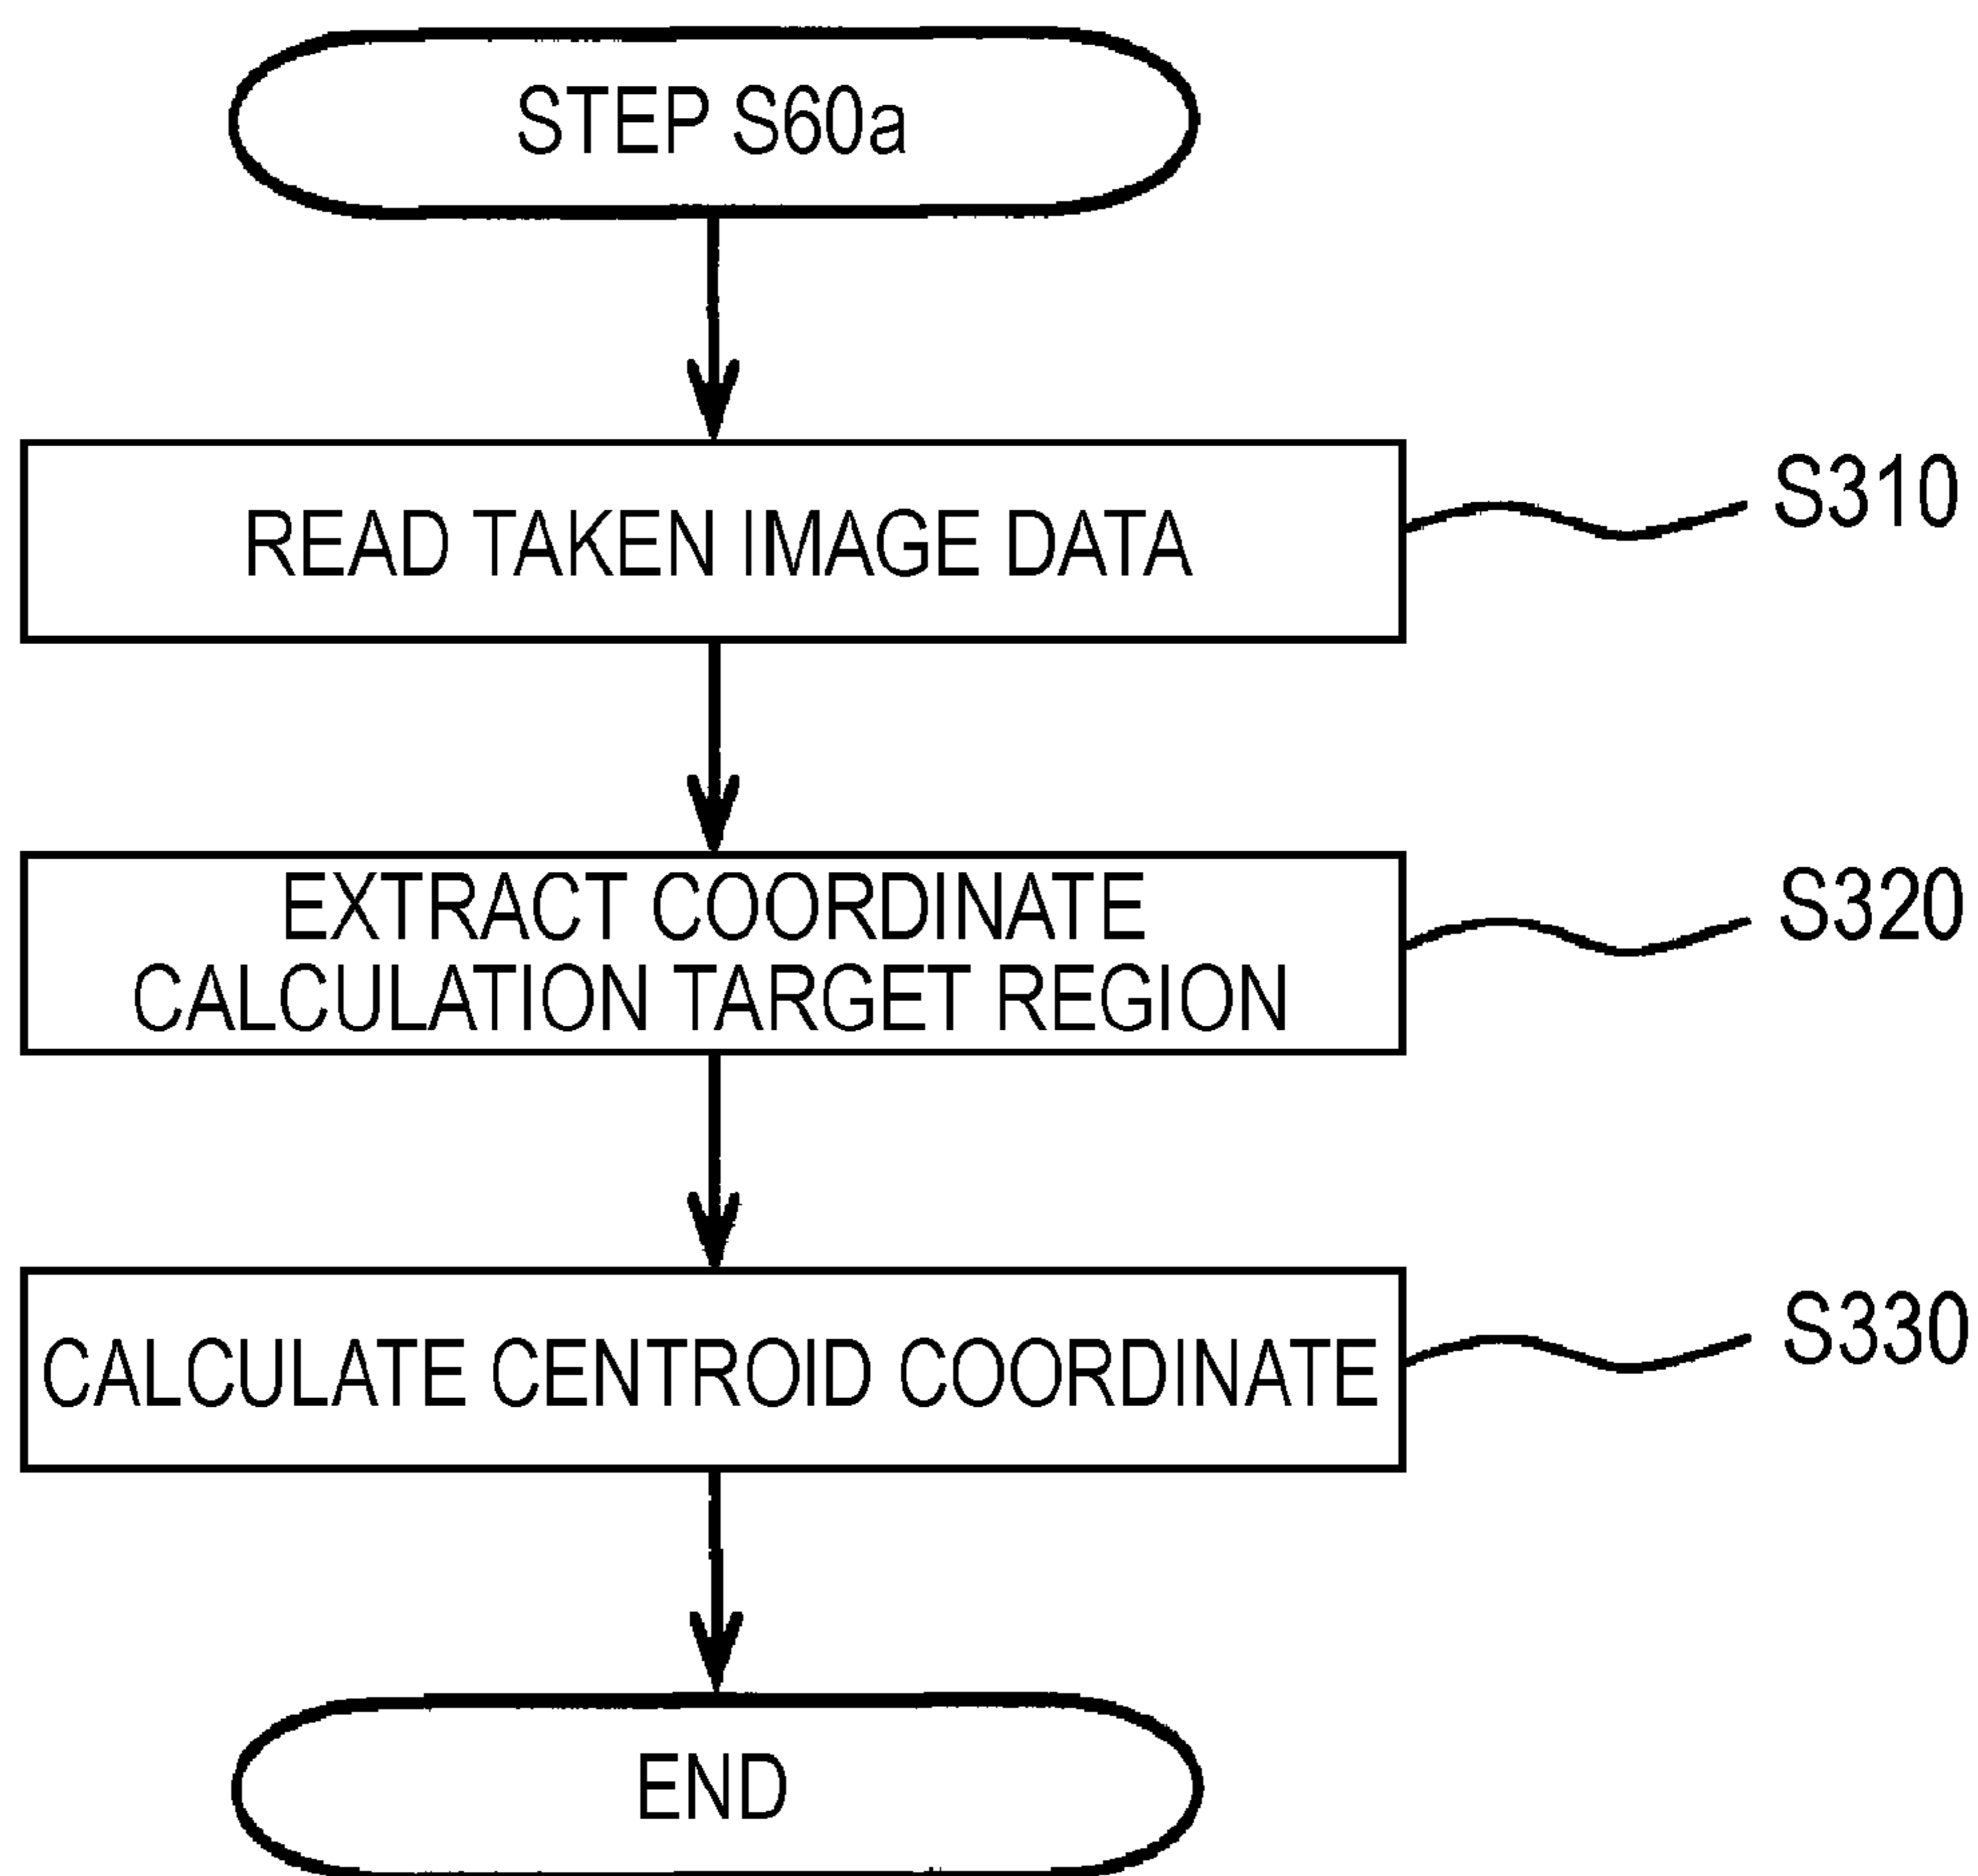 STEP S60a
READ TAKEN IMAGE DATA
S310
EXTRACT COORDINATE
CALCULATION TARGET REGION
S320
CALCULATE CENTROID COORDINATE
S330
END